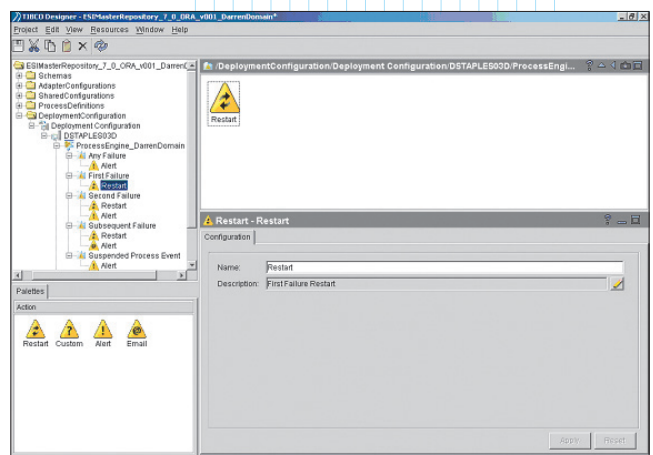 TIBCO Designer - ESIMasterRepository_7_0_ORA_v001_DarrenDomain*
Project Edit View Resources Window Help
ESIMasterRepository_7_0_ORA_v001_Darren
Schemas
AdapterConfigurations
SharedConfigurations
ProcessDefinitions
DeploymentConfiguration
Deployment Configuration
DSTAPLES03D
ProcessEngine_DarrenDomain
Any Failure
Alert
First Failure
Restart
Second Failure
Restart
Alert
Subsequent Failure
Restart
Alert
Suspended Process Event
Alert
Palettes
Action
Restart Custom Alert Email
/DeploymentConfiguration/Deployment Configuration/DSTAPLES03D/ProcessEngi...
Restart
Restart - Restart
Configuration
Name: Restart
Description: First Failure Restart
Apply Reset